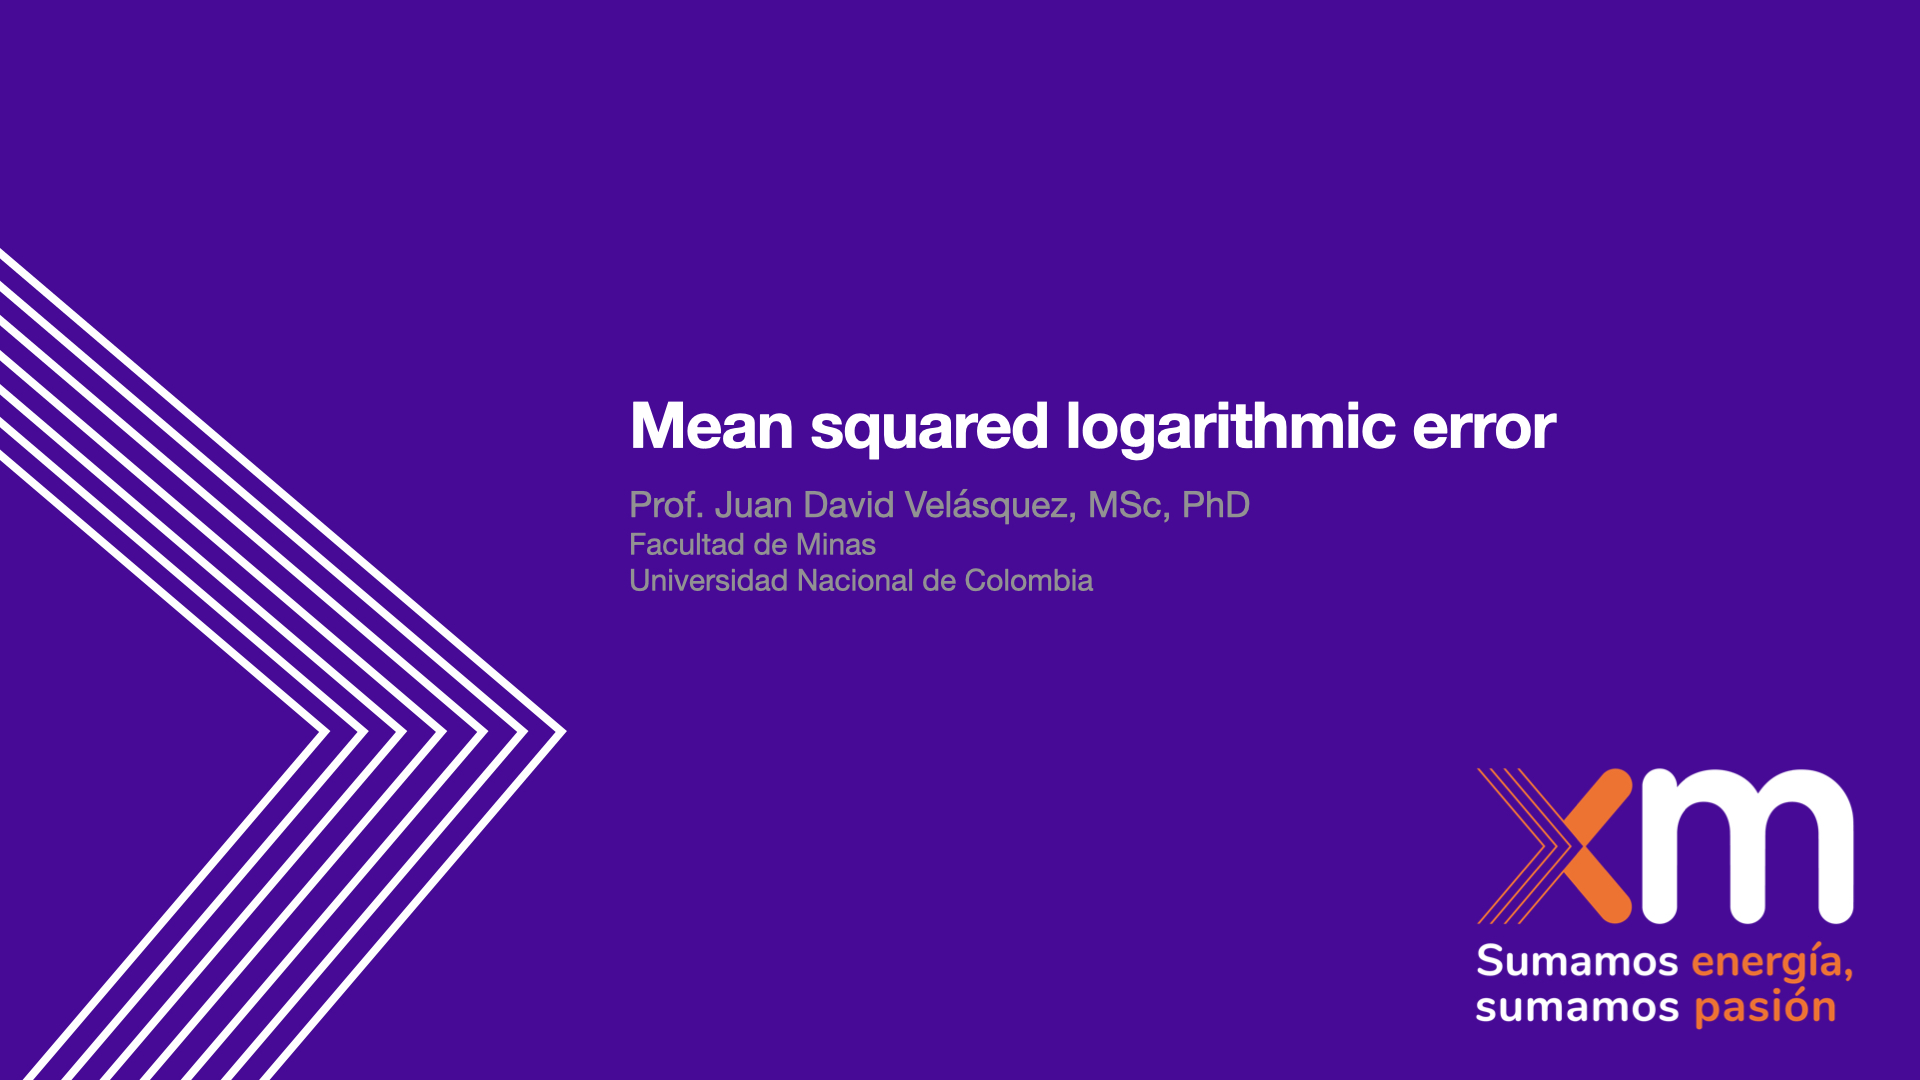 Mean squared logarithmic error
Prof. Juan David Velásquez, MSc, PhD
Facultad de Minas
Universidad Nacional de Colombia
xm
Sumamos energía,
sumamos pasión